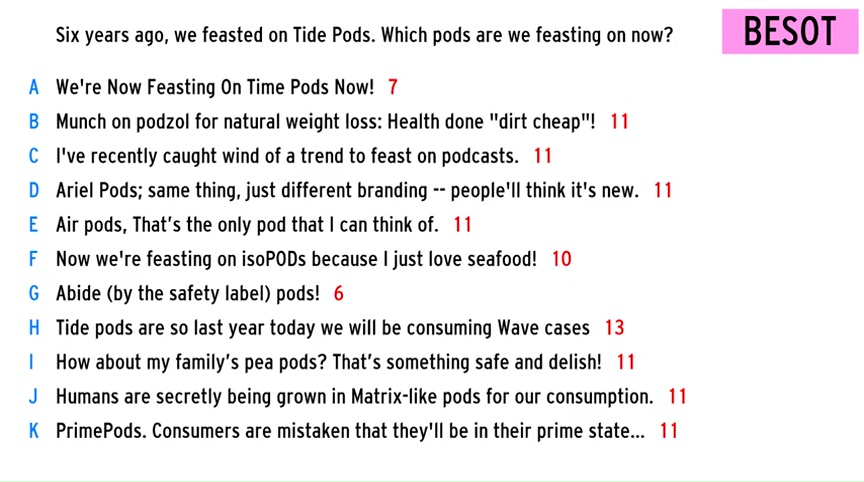 Six years ago, we feasted on Tide Pods. Which pods are we feasting on now?
BESOT
A We're Now Feasting On Time Pods Now! 7
B Munch on podzol for natural weight loss: Health done "dirt cheap"! 11
C I've recently caught wind of a trend to feast on podcasts. 11
D Ariel Pods; same thing, just different branding -- people'll think it's new. 11
E Air pods, That's the only pod that I can think of. 11
F Now we're feasting on isoPODs because I just love seafood! 10
G Abide (by the safety label) pods! 6
H Tide pods are so last year today we will be consuming Wave cases 13
I How about my family's pea pods? That's something safe and delish! 11
J Humans are secretly being grown in Matrix-like pods for our consumption. 11
K PrimePods. Consumers are mistaken that they'll be in their prime state... 11